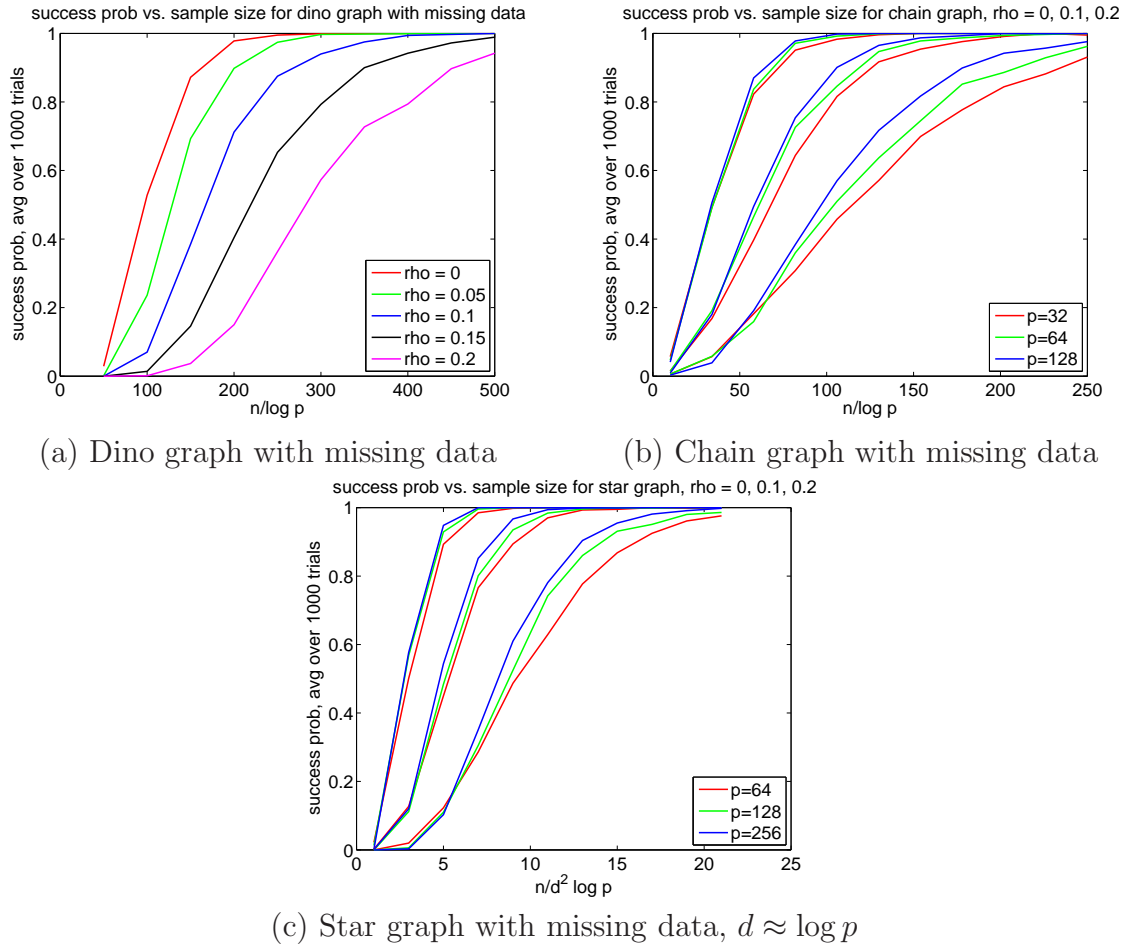 success prob vs. sample size for dino graph with missing data
success prob, avg over 1000 trials
1
0.8
0.6
0.4
0.2
0
0 100 200 300 400 500
n/log p
rho = 0
rho = 0.05
rho = 0.1
rho = 0.15
rho = 0.2
(a) Dino graph with missing data
success prob vs. sample size for chain graph, rho = 0, 0.1, 0.2
success prob, avg over 1000 trials
1
0.8
0.6
0.4
0.2
0
0 50 100 150 200 250
n/log p
p=32
p=64
p=128
(b) Chain graph with missing data
success prob vs. sample size for star graph, rho = 0, 0.1, 0.2
success prob, avg over 1000 trials
1
0.8
0.6
0.4
0.2
0
0 5 10 15 20 25
n/d² log p
p=64
p=128
p=256
(c) Star graph with missing data, d ≈ log p